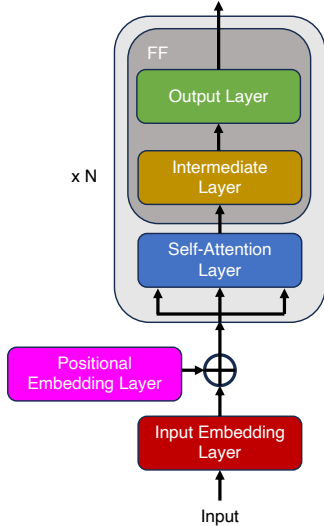 FF
Output Layer
x N
Intermediate
Layer
Self-Attention
Layer
Positional
Embedding Layer
Input Embedding
Layer
Input